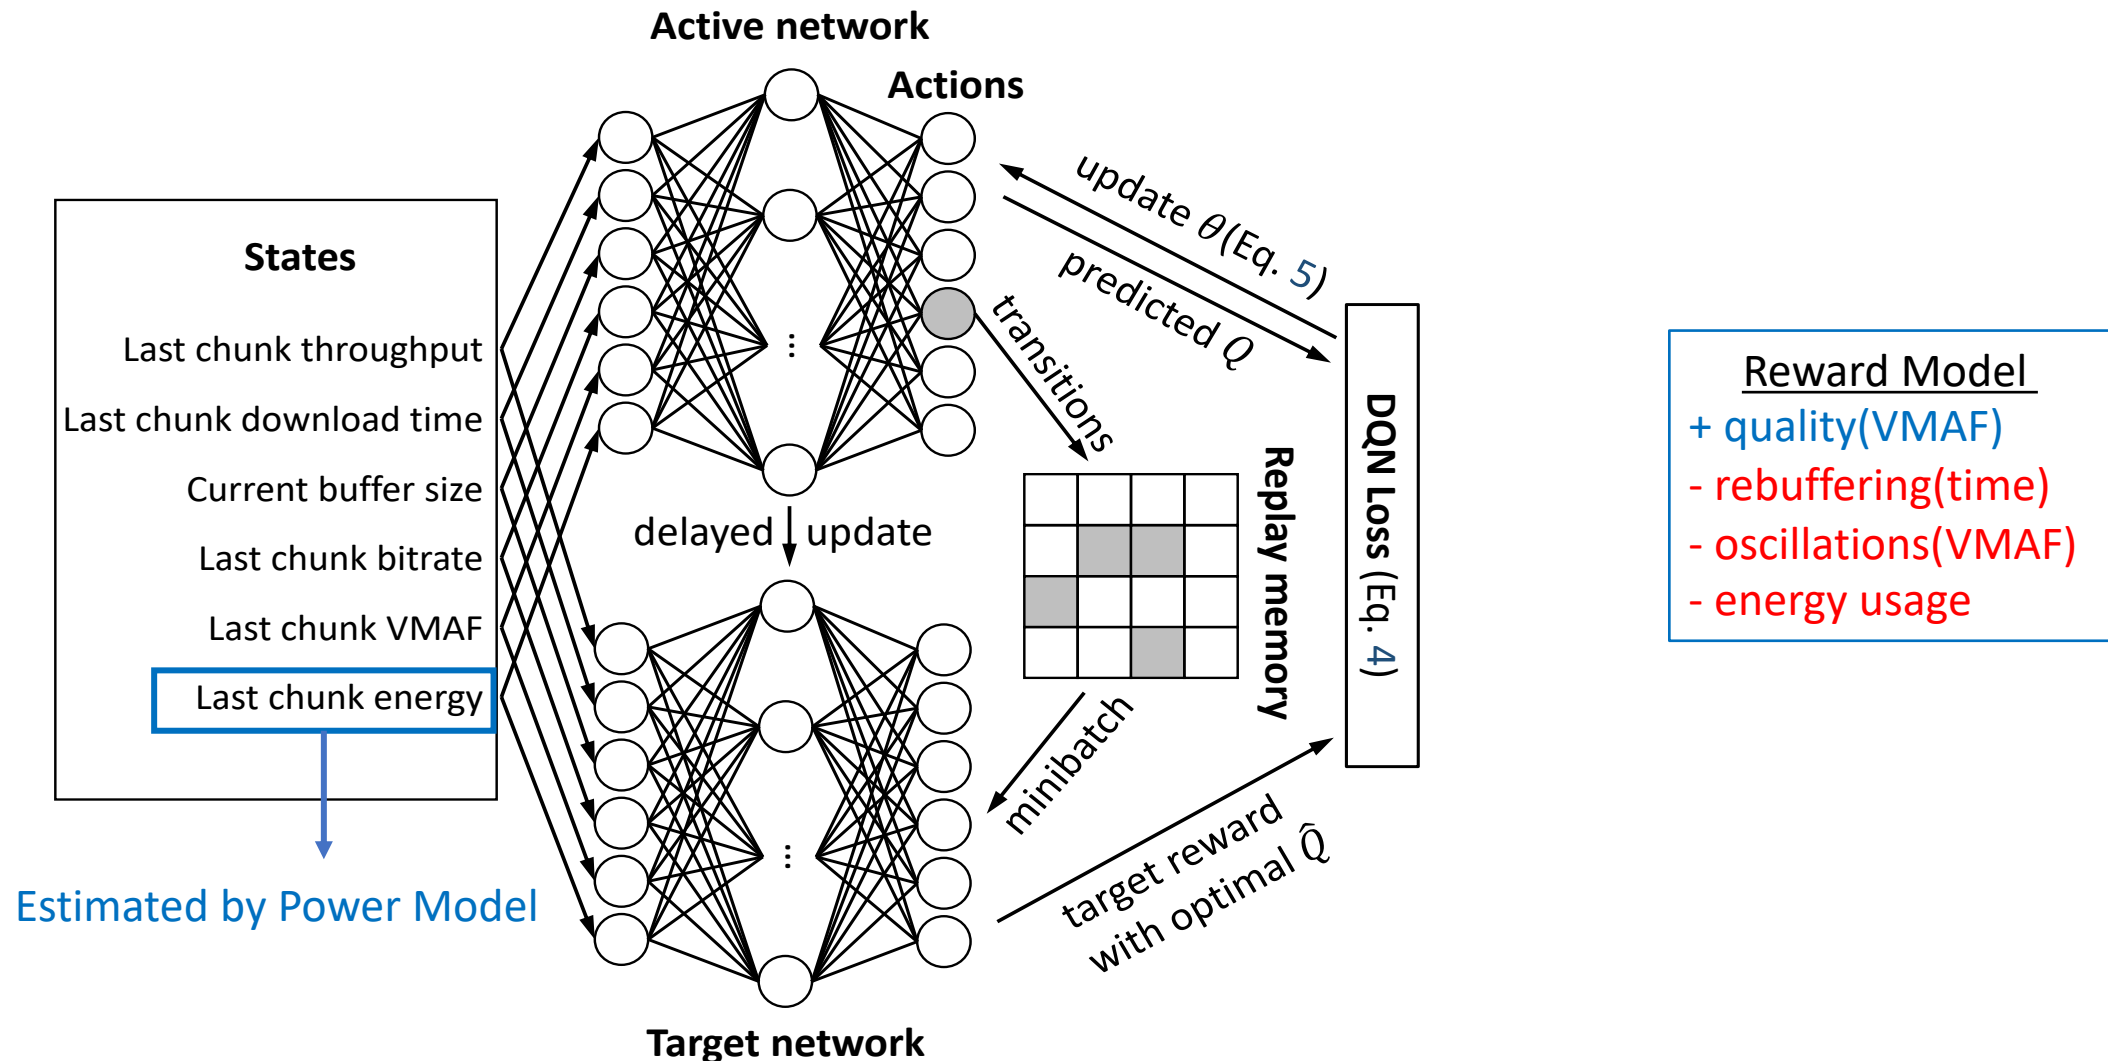 Active network
Actions
States
Last chunk throughput
Last chunk download time
Current buffer size
Last chunk bitrate
Last chunk VMAF
Last chunk energy
Estimated by Power Model
...
delayed update
...
Target network
update θ(Eq. 5)
predicted Q
transitions
Replay memory
minibatch
DQN Loss (Eq. 4)
target reward
with optimal Q̂
Reward Model
+ quality(VMAF)
- rebuffering(time)
- oscillations(VMAF)
- energy usage